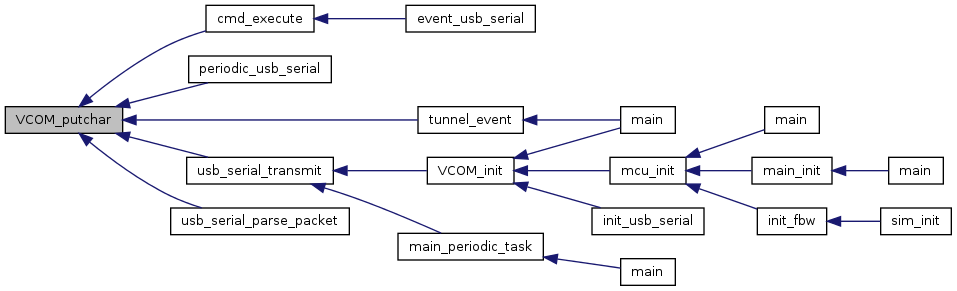 cmd_execute
event_usb_serial
periodic_usb_serial
VCOM_putchar
tunnel_event
main
main
usb_serial_transmit
VCOM_init
mcu_init
main_init
main
usb_serial_parse_packet
init_usb_serial
init_fbw
sim_init
main_periodic_task
main